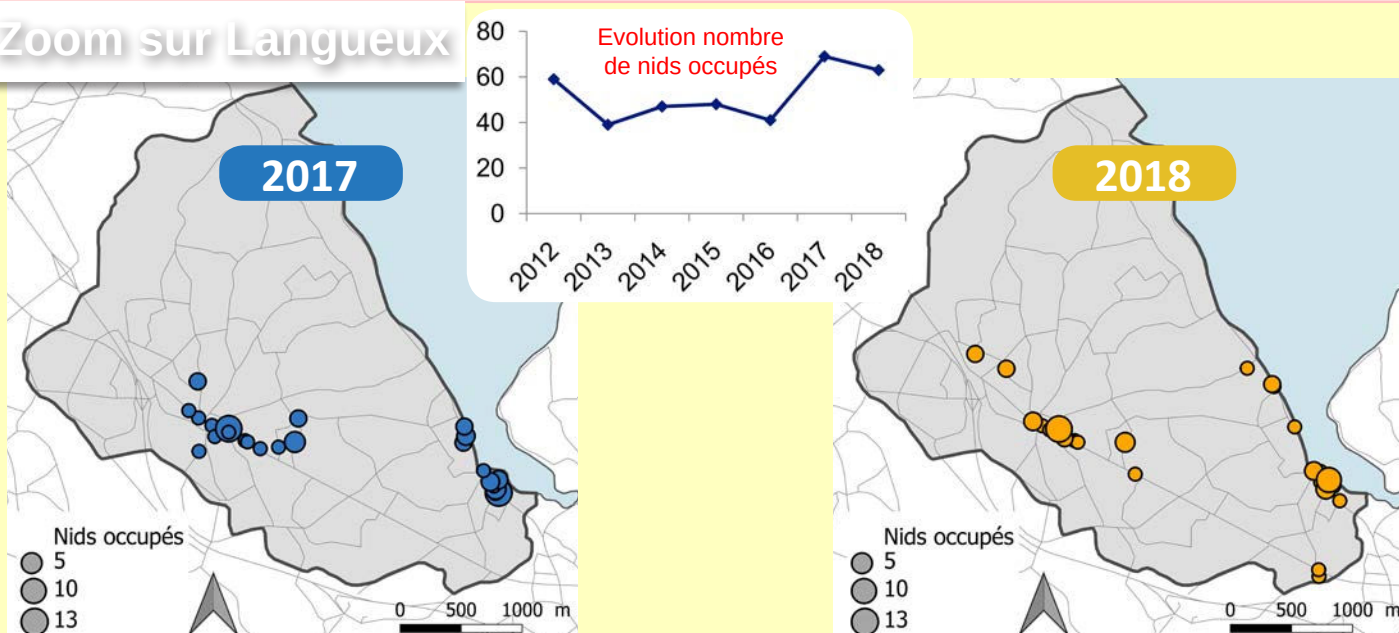 Zoom sur Langueux
Evolution nombre
de nids occupés
80
60
40
20
0
2012
2013
2014
2015
2016
2017
2018
2017
Nids occupés
5
10
13
0 500 1000 m
2018
Nids occupés
5
10
13
0 500 1000 m